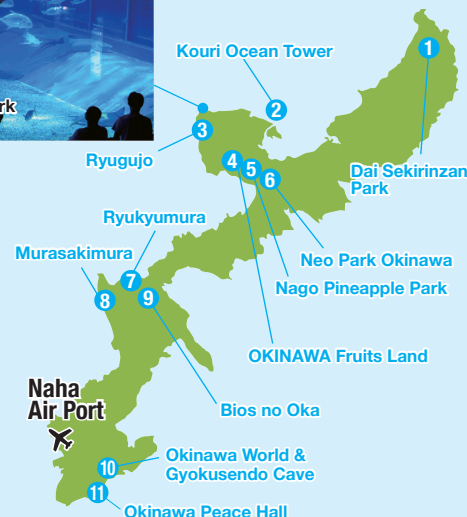 rk
Kouri Ocean Tower
1
2
3
Ryugujo
4
5
6
Dai Sekirinzan
Park
Ryukyumura
Neo Park Okinawa
Murasakimura
Nago Pineapple Park
7
8
9
OKINAWA Fruits Land
Naha
Air Port
Bios no Oka
10
Okinawa World &
Gyokusendo Cave
11
Okinawa Peace Hall